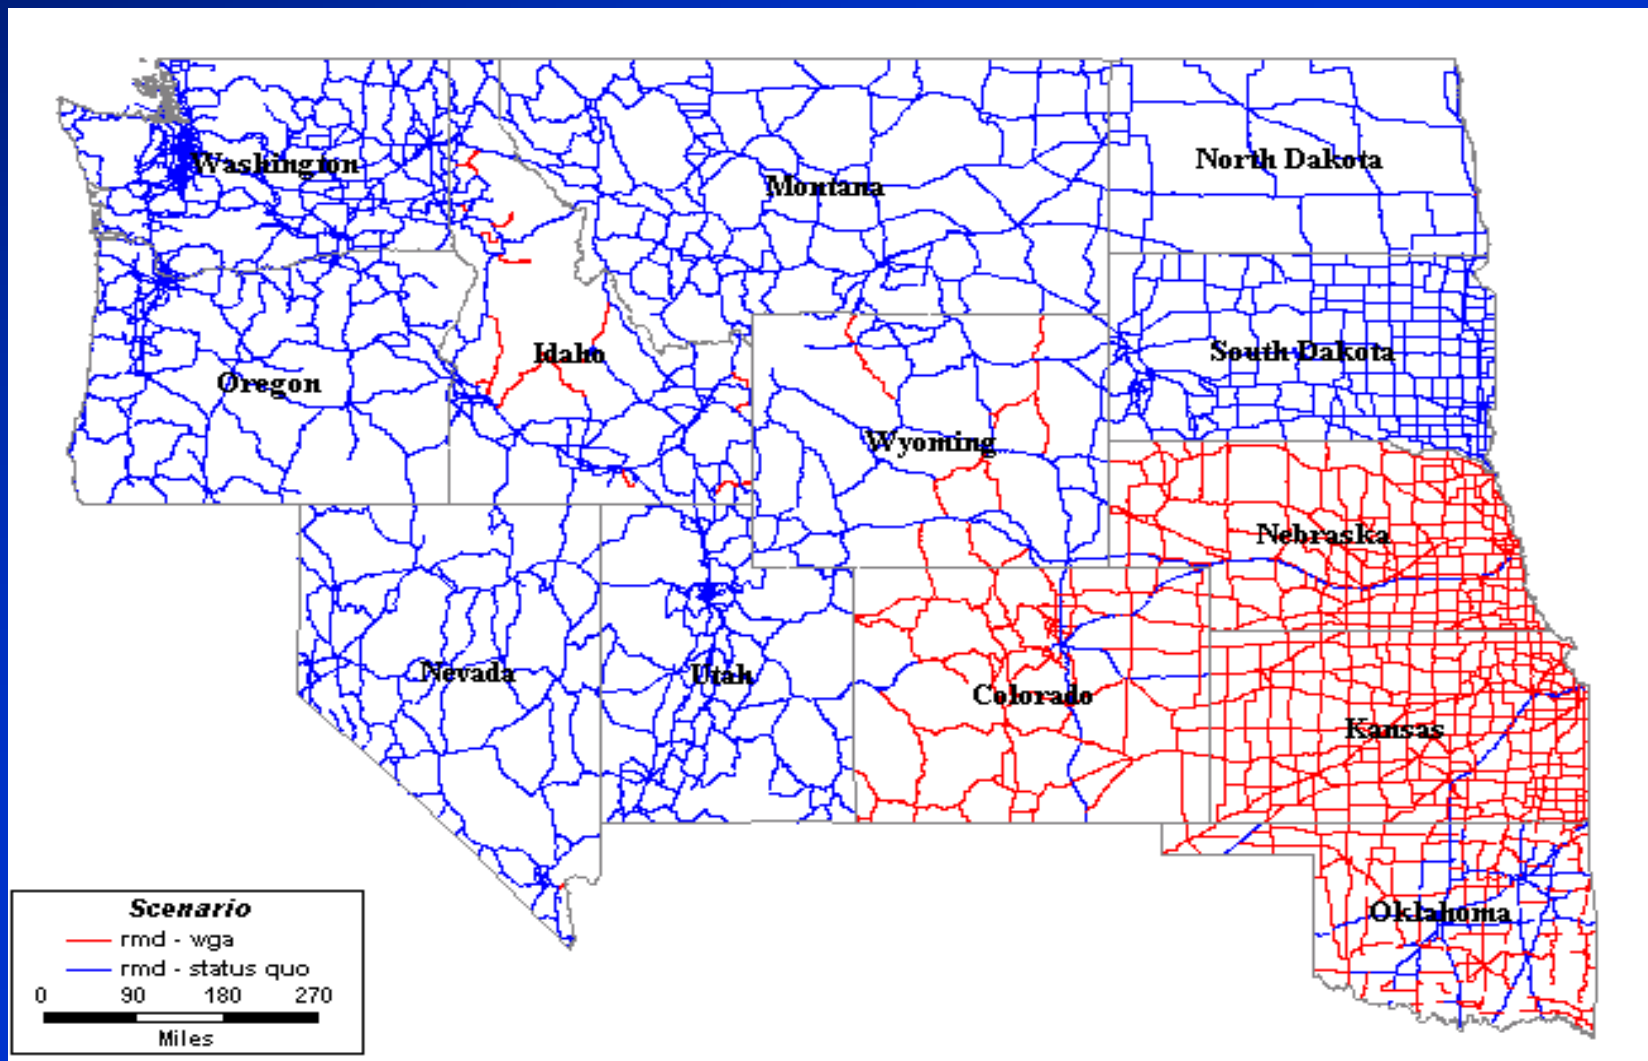 Washington
Montana
North Dakota
Idaho
South Dakota
Oregon
Wyoming
Nebraska
Nevada
Utah
Colorado
Kansas
Oklahoma
Scenario
rmd - wga
rmd - status quo
0 90 180 270
Miles